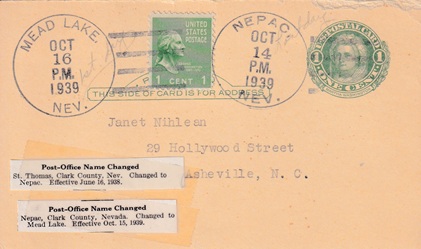 MEAD LAKE.
OCT
16
P.M.
1939
NEV.
UNITED
STATES
POSTAGE
1 CENT 1
NEPAC.
OCT
14
P.M.
1939
NEV.
U.S. POSTAL CARD
1 ONE CENT 1
THIS SIDE OF CARD IS FOR ADDRESS
Janet Nihlean
29 Hollywood Street
Asheville, N. C.
Post-Office Name Changed
St. Thomas, Clark County, Nev. Changed to
Nepac. Effective June 16, 1938.
Post-Office Name Changed
Nepac, Clark County, Nevada. Changed to
Mead Lake. Effective Oct. 15, 1939.